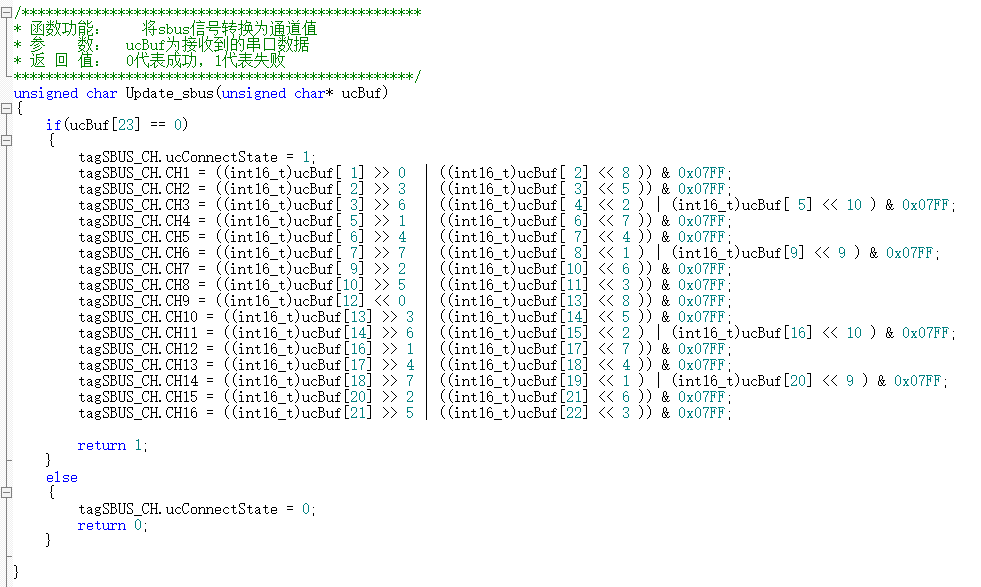 /**************************************************
* 函数功能：    将sbus信号转换为通道值
* 参    数：  ucBuf为接收到的串口数据
* 返 回 值：  0代表成功，1代表失败
**************************************************/
unsigned char Update_sbus(unsigned char* ucBuf)
{
    if(ucBuf[23] == 0)
    {
        tagSBUS_CH.ucConnectState = 1;
        tagSBUS_CH.CH1 = ((int16_t)ucBuf[ 1] >> 0  | ((int16_t)ucBuf[ 2] << 8 )) & 0x07FF;
        tagSBUS_CH.CH2 = ((int16_t)ucBuf[ 2] >> 3  | ((int16_t)ucBuf[ 3] << 5 )) & 0x07FF;
        tagSBUS_CH.CH3 = ((int16_t)ucBuf[ 3] >> 6  | ((int16_t)ucBuf[ 4] << 2 ) | (int16_t)ucBuf[ 5] << 10 ) & 0x07FF;
        tagSBUS_CH.CH4 = ((int16_t)ucBuf[ 5] >> 1  | ((int16_t)ucBuf[ 6] << 7 )) & 0x07FF;
        tagSBUS_CH.CH5 = ((int16_t)ucBuf[ 6] >> 4  | ((int16_t)ucBuf[ 7] << 4 )) & 0x07FF;
        tagSBUS_CH.CH6 = ((int16_t)ucBuf[ 7] >> 7  | ((int16_t)ucBuf[ 8] << 1 ) | (int16_t)ucBuf[9] << 9 ) & 0x07FF;
        tagSBUS_CH.CH7 = ((int16_t)ucBuf[ 9] >> 2  | ((int16_t)ucBuf[10] << 6 )) & 0x07FF;
        tagSBUS_CH.CH8 = ((int16_t)ucBuf[10] >> 5  | ((int16_t)ucBuf[11] << 3 )) & 0x07FF;
        tagSBUS_CH.CH9 = ((int16_t)ucBuf[12] << 0  | ((int16_t)ucBuf[13] << 8 )) & 0x07FF;
        tagSBUS_CH.CH10 = ((int16_t)ucBuf[13] >> 3 | ((int16_t)ucBuf[14] << 5 )) & 0x07FF;
        tagSBUS_CH.CH11 = ((int16_t)ucBuf[14] >> 6 | ((int16_t)ucBuf[15] << 2 ) | (int16_t)ucBuf[16] << 10 ) & 0x07FF;
        tagSBUS_CH.CH12 = ((int16_t)ucBuf[16] >> 1 | ((int16_t)ucBuf[17] << 7 )) & 0x07FF;
        tagSBUS_CH.CH13 = ((int16_t)ucBuf[17] >> 4 | ((int16_t)ucBuf[18] << 4 )) & 0x07FF;
        tagSBUS_CH.CH14 = ((int16_t)ucBuf[18] >> 7 | ((int16_t)ucBuf[19] << 1 ) | (int16_t)ucBuf[20] << 9 ) & 0x07FF;
        tagSBUS_CH.CH15 = ((int16_t)ucBuf[20] >> 2 | ((int16_t)ucBuf[21] << 6 )) & 0x07FF;
        tagSBUS_CH.CH16 = ((int16_t)ucBuf[21] >> 5 | ((int16_t)ucBuf[22] << 3 )) & 0x07FF;
        return 1;
    }
    else
    {
        tagSBUS_CH.ucConnectState = 0;
        return 0;
    }
}